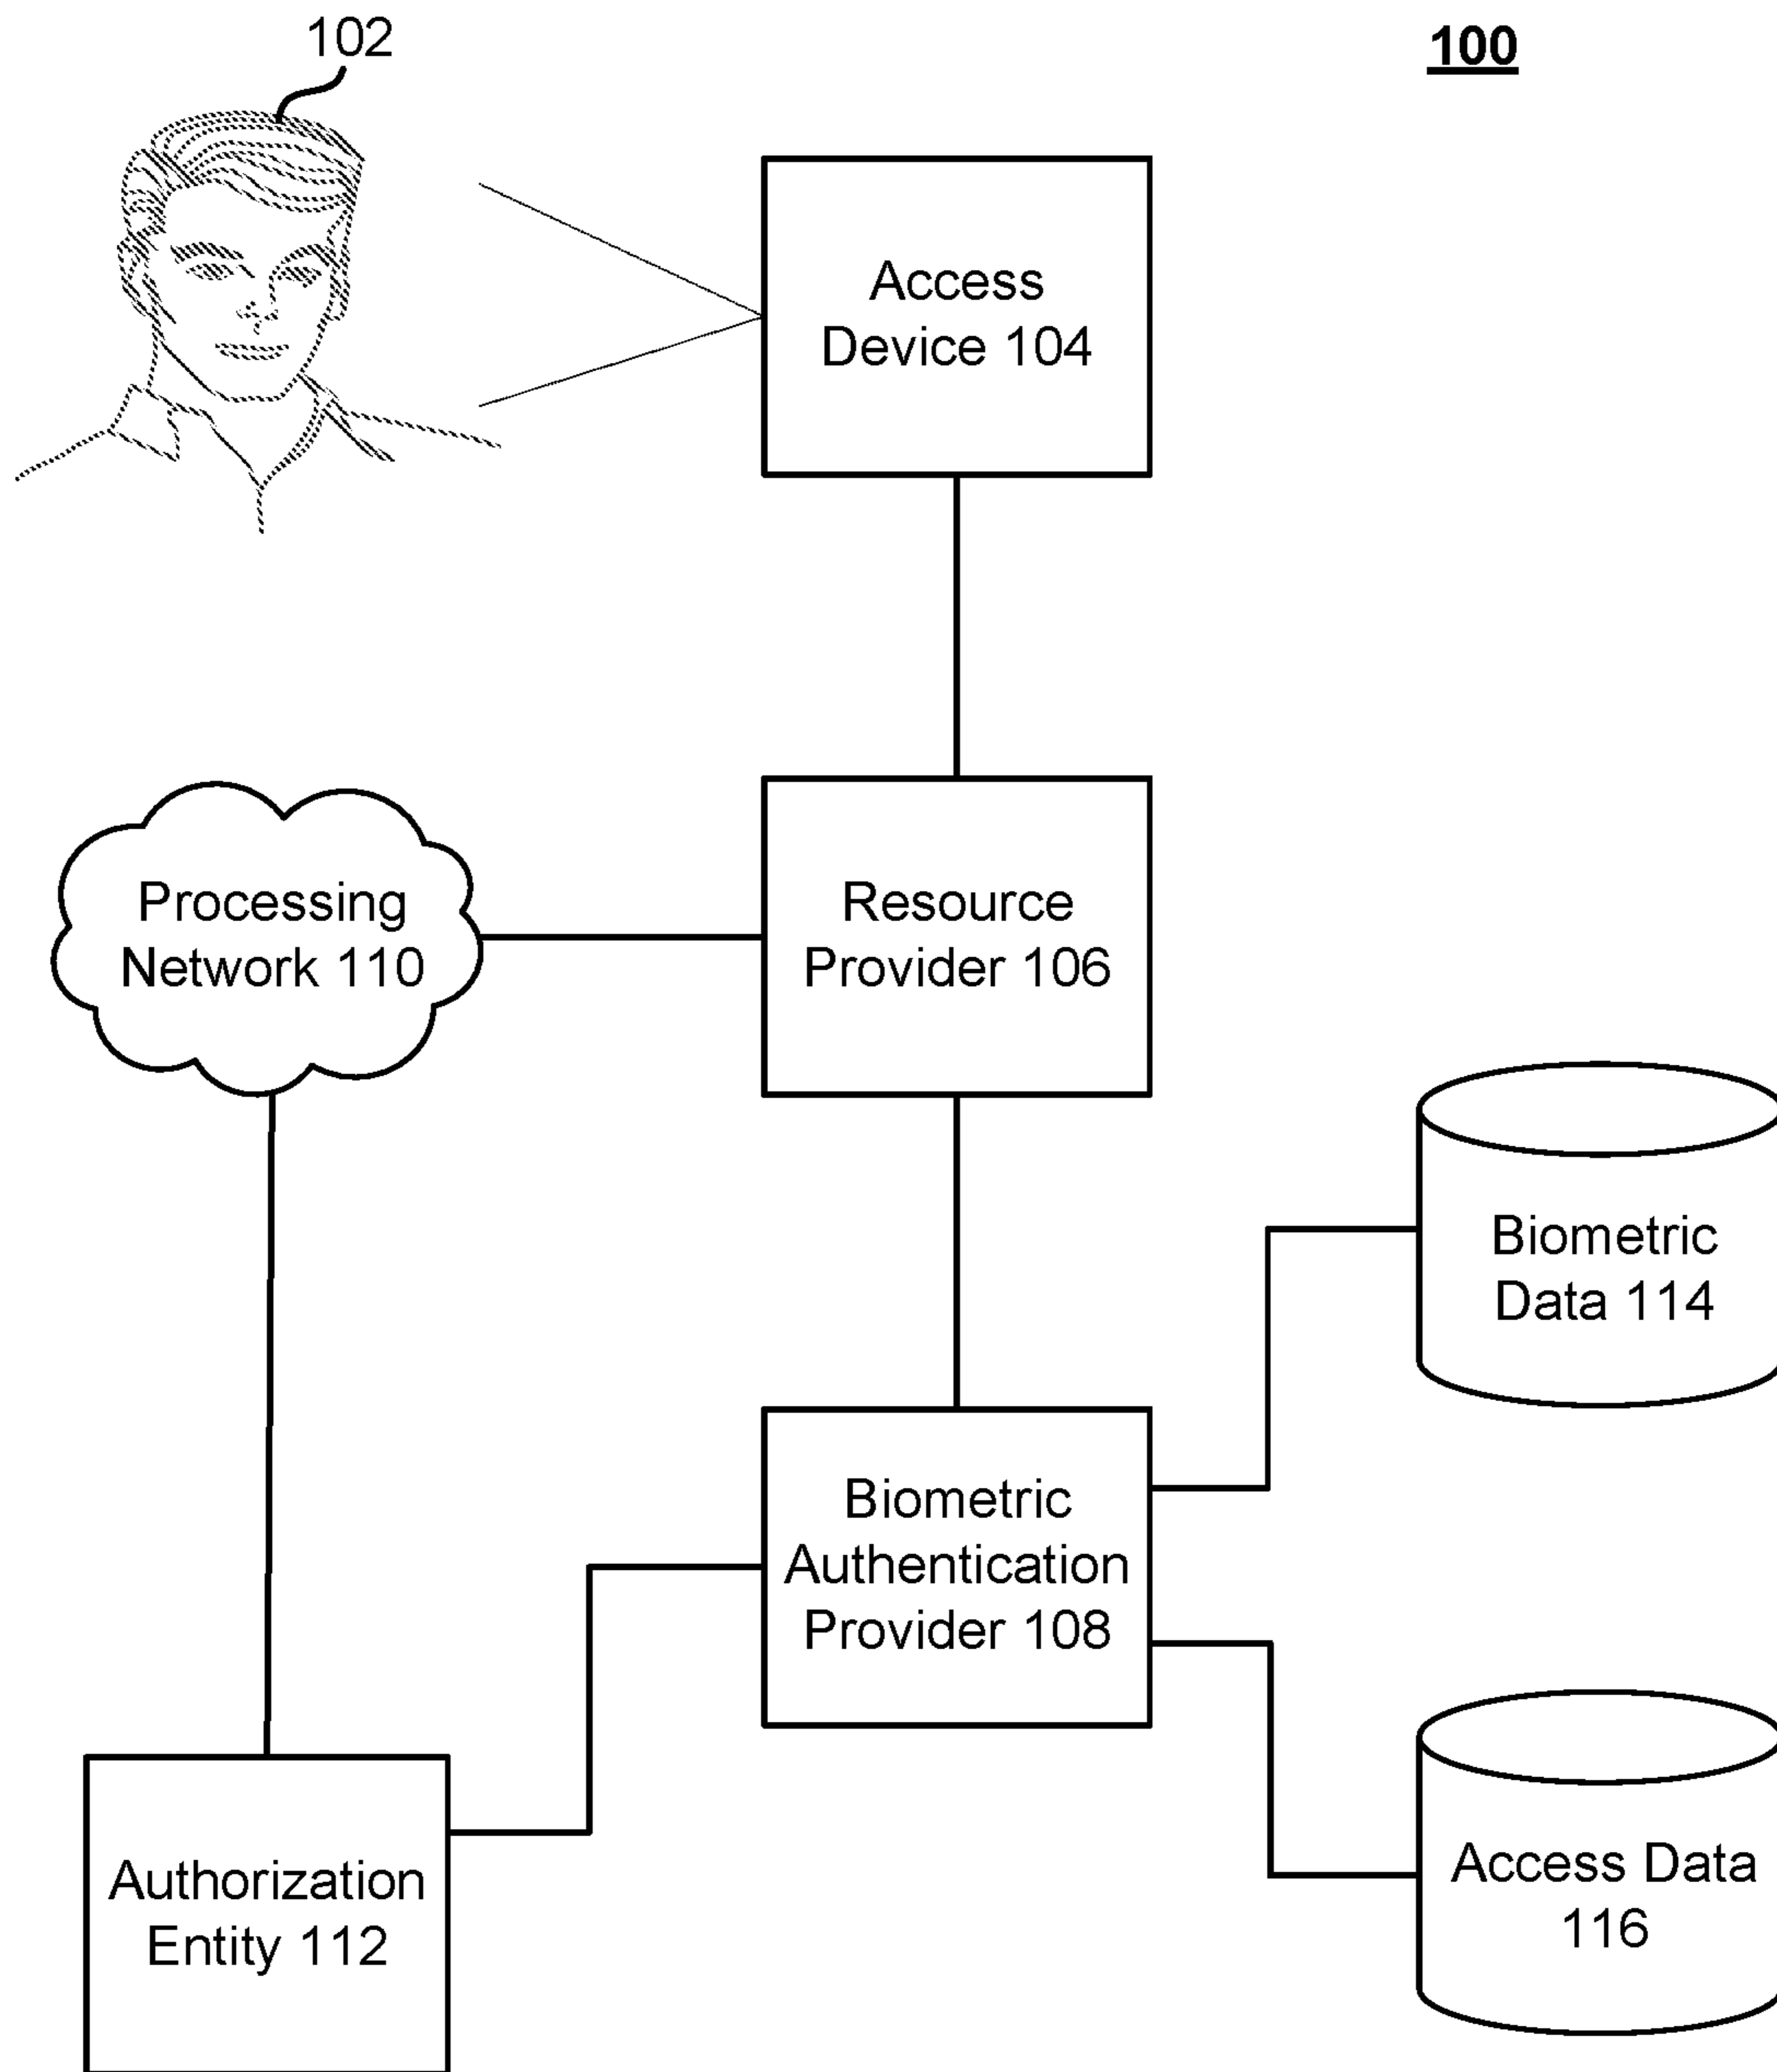 102
100
Access
Device 104
Processing
Network 110
Resource
Provider 106
Biometric
Data 114
Biometric
Authentication
Provider 108
Authorization
Entity 112
Access Data
116